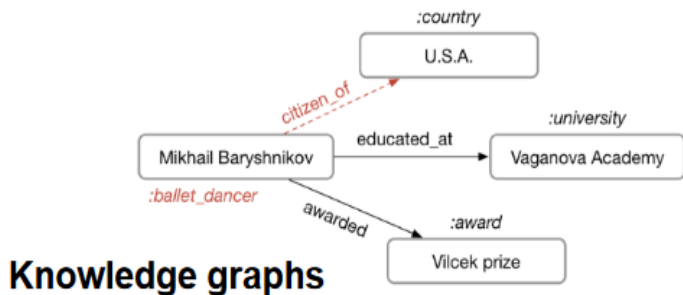 :country
U.S.A.
citizen_of
:university
educated_at
Mikhail Baryshnikov
Vaganova Academy
:ballet_dancer
awarded
:award
Vilcek prize
Knowledge graphs